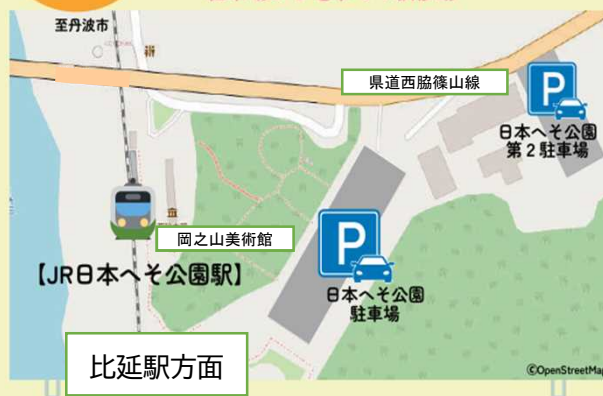 至丹波市
県道西脇篠山線
P
日本へそ公園
第2駐車場
岡之山美術館
P
【JR日本へそ公園駅】
日本へそ公園
駐車場
比延駅方面
©OpenStreetMap